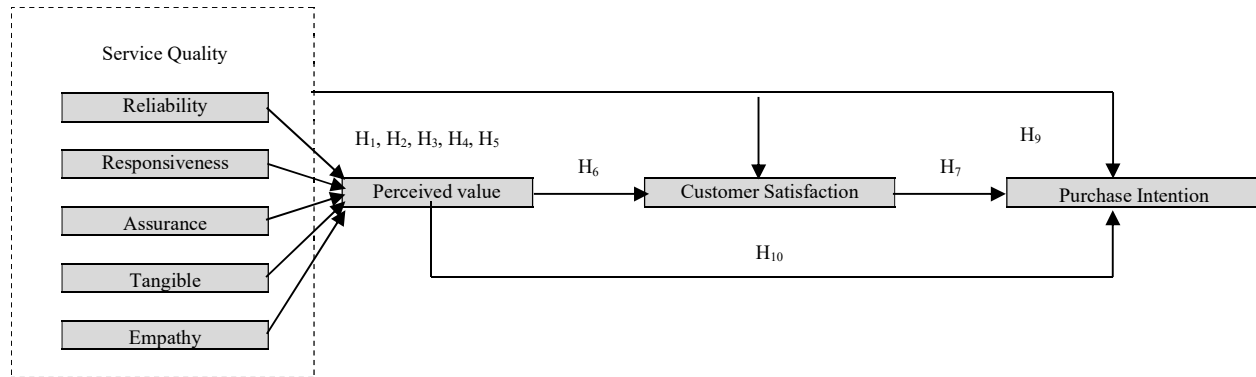 Service Quality
Reliability
Responsiveness
Assurance
Tangible
Empathy
H₁, H₂, H₃, H₄, H₅
Perceived value
H₆
Customer Satisfaction
H₇
H₉
Purchase Intention
H₁₀